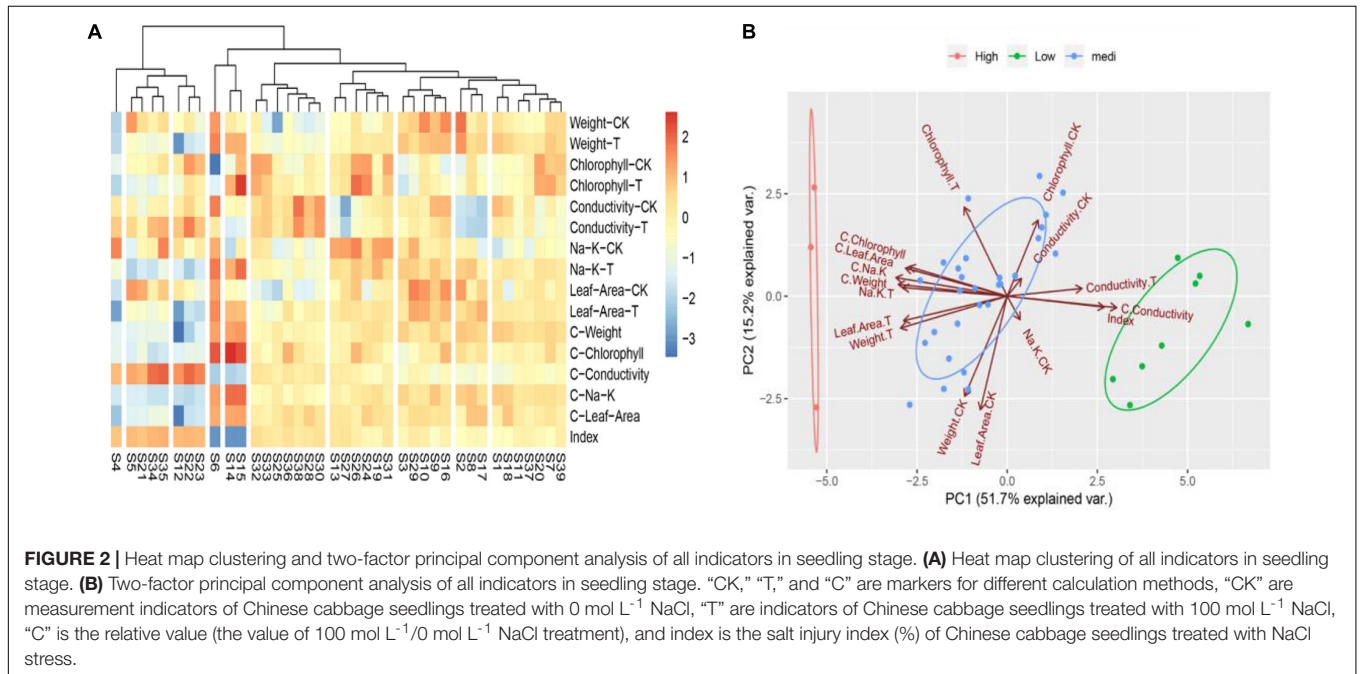 A
Weight-CK
Weight-T
Chlorophyll-CK
Chlorophyll-T
Conductivity-CK
Conductivity-T
Na-K-CK
Na-K-T
Leaf-Area-CK
Leaf-Area-T
C-Weight
C-Chlorophyll
C-Conductivity
C-Na-K
C-Leaf-Area
Index
2
1
0
−1
−2
−3
S4 S5 S21 S34 S35 S12 S22 S23 S6 S14 S15 S32 S33 S25 S36 S38 S28 S30 S13 S27 S26 S24 S19 S31 S3 S29 S10 S9 S16 S2 S8 S17 S1 S18 S11 S37 S20 S7 S39
B
High Low medi
PC2 (15.2% explained var.)
2.5
0.0
−2.5
Chlorophyll.T
Chlorophyll.CK
Conductivity.CK
C.Chlorophyll
C.Leaf.Area
C.Na.K
C.Weight
Na.K.T
Conductivity.T
C.Conductivity
Index
Leaf.Area.T
Weight.T
Na.K.CK
Weight.CK
Leaf.Area.CK
−5.0 −2.5 0.0 2.5 5.0
PC1 (51.7% explained var.)
FIGURE 2 | Heat map clustering and two-factor principal component analysis of all indicators in seedling stage. (A) Heat map clustering of all indicators in seedling
stage. (B) Two-factor principal component analysis of all indicators in seedling stage. “CK,” “T,” and “C” are markers for different calculation methods, “CK” are
measurement indicators of Chinese cabbage seedlings treated with 0 mol L-1 NaCl, “T” are indicators of Chinese cabbage seedlings treated with 100 mol L-1 NaCl,
“C” is the relative value (the value of 100 mol L-1/0 mol L-1 NaCl treatment), and index is the salt injury index (%) of Chinese cabbage seedlings treated with NaCl
stress.